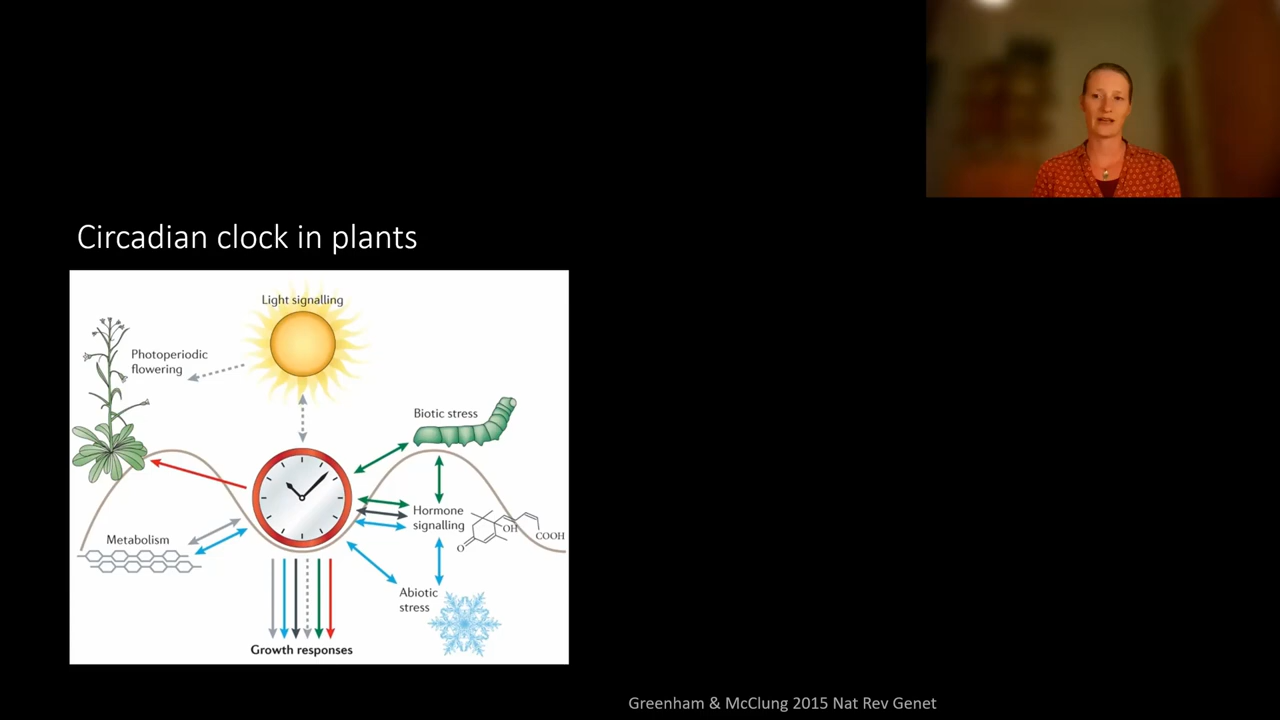 Circadian clock in plants
Light signalling
Photoperiodic
flowering
Biotic stress
Hormone
signalling
OH
COOH
O
Metabolism
Abiotic
stress
Growth responses
Greenham & McClung 2015 Nat Rev Genet